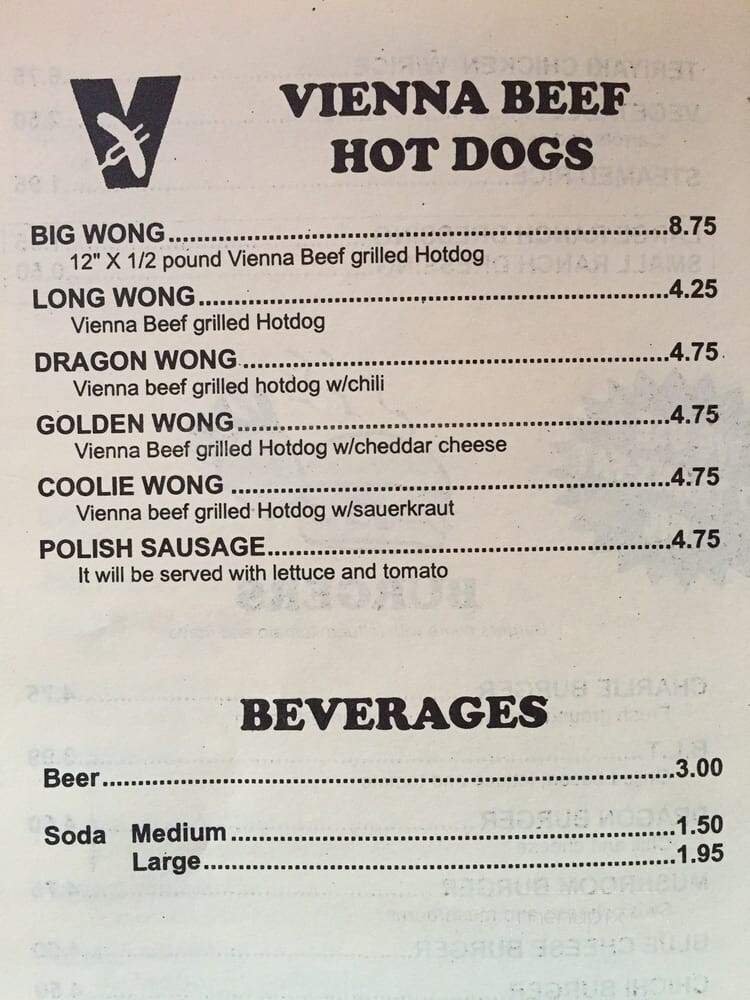 VIENNA BEEF
HOT DOGS
BIG WONG........8.75
12" X 1/2 pound Vienna Beef grilled Hotdog
LONG WONG........4.25
Vienna Beef grilled Hotdog
DRAGON WONG........4.75
Vienna beef grilled hotdog w/chili
GOLDEN WONG........4.75
Vienna Beef grilled Hotdog w/cheddar cheese
COOLIE WONG ........4.75
Vienna beef grilled Hotdog w/sauerkraut
POLISH SAUSAGE........4.75
It will be served with lettuce and tomato
BEVERAGES
Beer........3.00
Soda Medium........1.50
Large........1.95